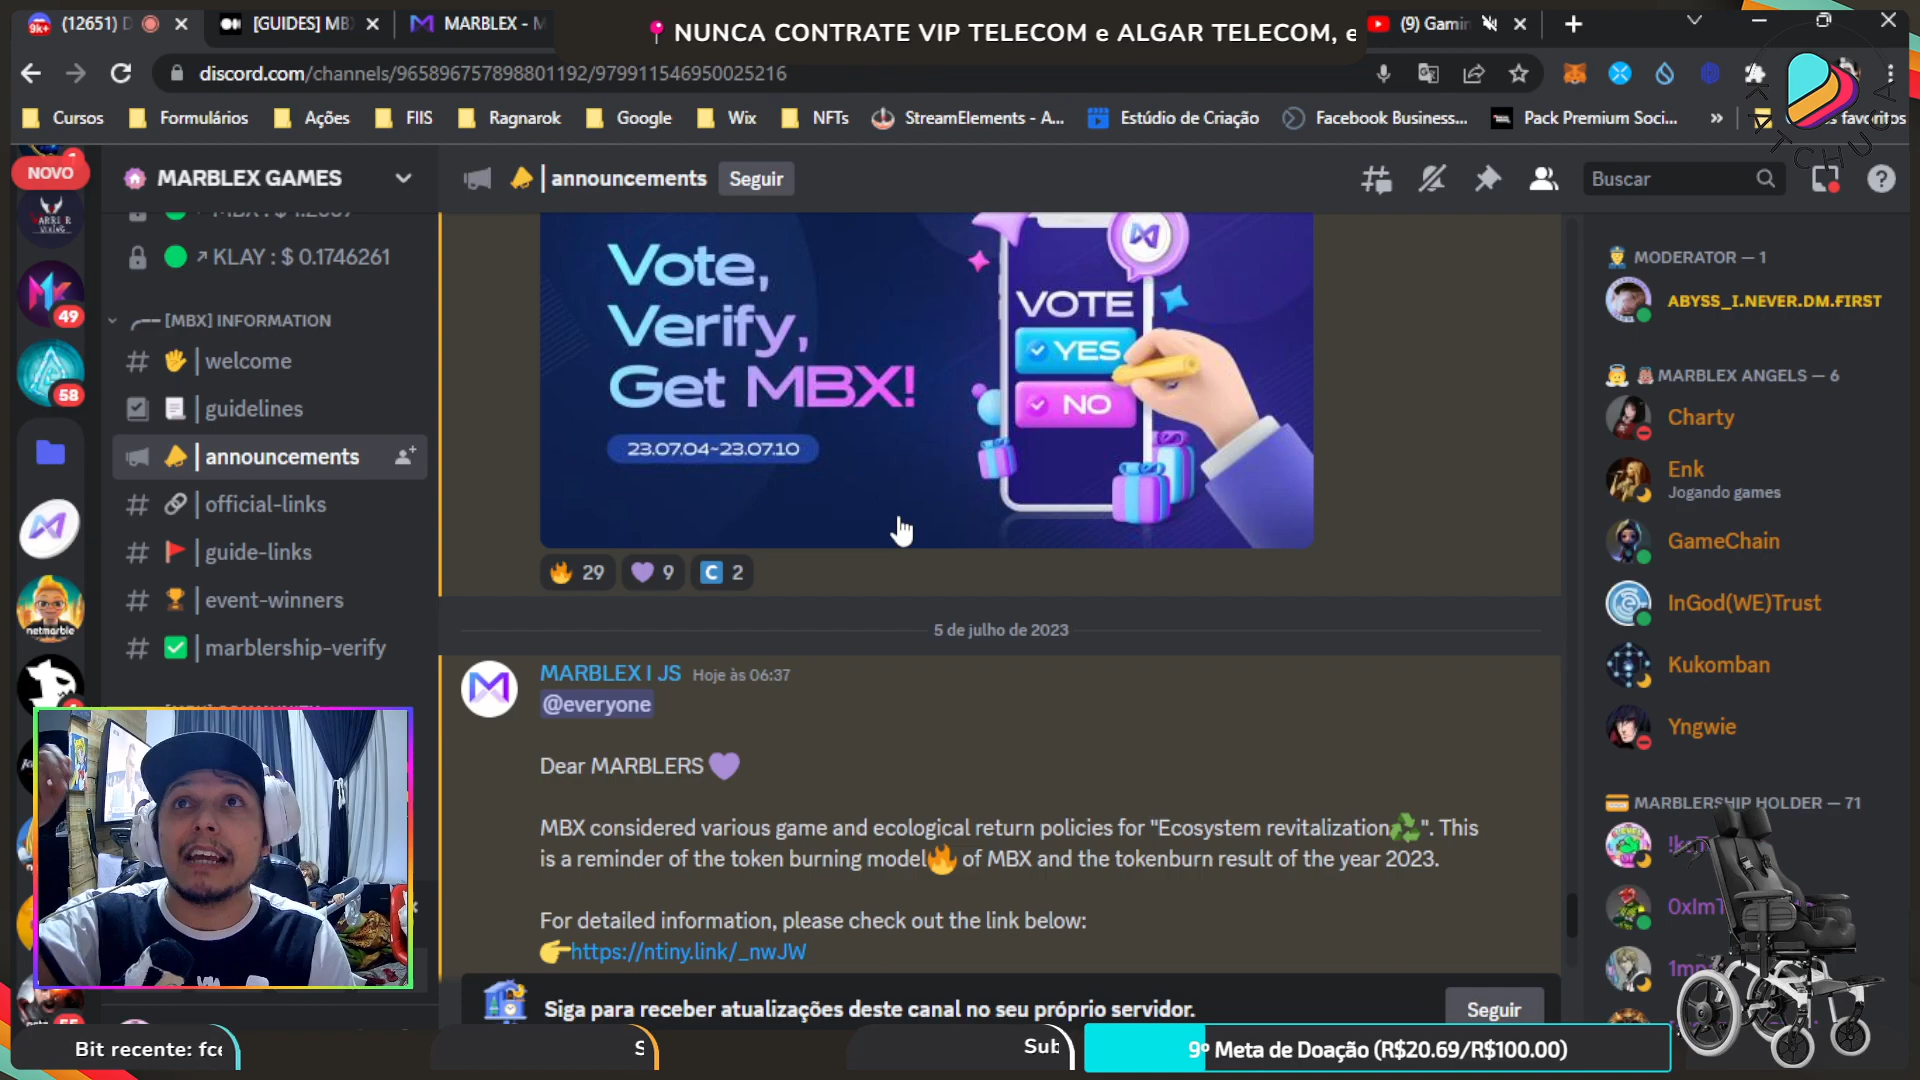 (12651) D
[GUIDES] MB
MARBLEX - M
NUNCA CONTRATE VIP TELECOM e ALGAR TELECOM, e
(9) Gamin
discord.com/channels/965896757898801192/979911546950025216
Cursos
Formulários
Ações
FIIS
Ragnarok
Google
Wix
NFTs
StreamElements - A...
Estúdio de Criação
Facebook Business...
Pack Premium Soci...
»
favoritos
NOVO
MARBLEX GAMES
| announcements
Seguir
Buscar
KLAY : $ 0.1746261
[MBX] INFORMATION
| welcome
| guidelines
| announcements
| official-links
| guide-links
| event-winners
| marblership-verify
49
58
netmarble
Vote,
Verify,
Get MBX!
23.07.04~23.07.10
VOTE
YES
NO
29
9
C 2
5 de julho de 2023
MARBLEX I JS Hoje às 06:37
@everyone
Dear MARBLERS
MBX considered various game and ecological return policies for "Ecosystem revitalization". This
is a reminder of the token burning model of MBX and the tokenburn result of the year 2023.
For detailed information, please check out the link below:
https://ntiny.link/_nwJW
Siga para receber atualizações deste canal no seu próprio servidor.
Seguir
MODERATOR — 1
ABYSS_I.NEVER.DM.FIRST
MARBLEX ANGELS — 6
Charty
Enk
Jogando games
GameChain
InGod(WE)Trust
Kukomban
Yngwie
MARBLERSHIP HOLDER — 71
Bit recente: fce
S
Sub
9º Meta de Doação (R$20.69/R$100.00)